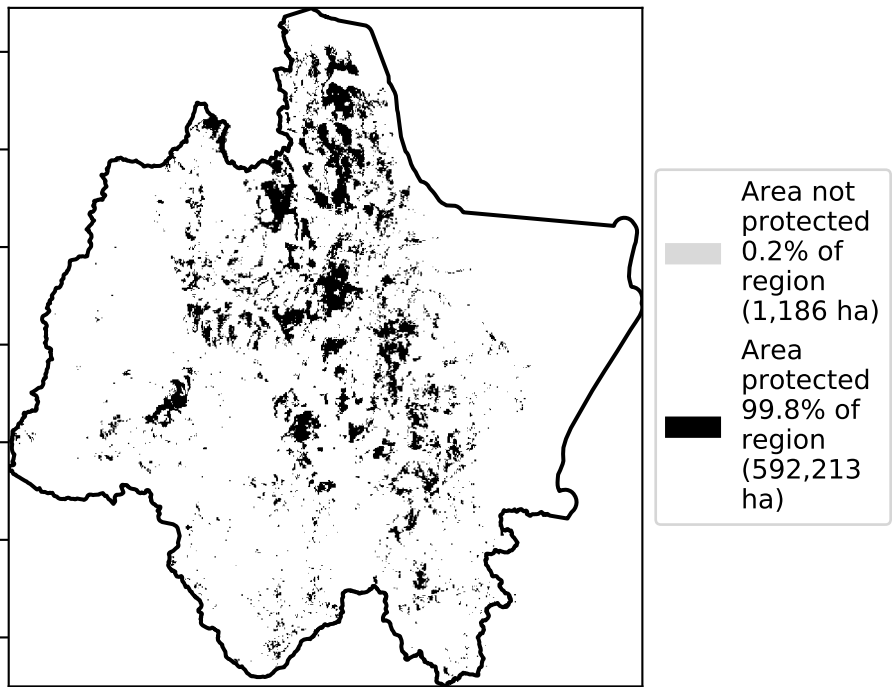 Area not
protected
0.2% of
region
(1,186 ha)
Area
protected
99.8% of
region
(592,213
ha)